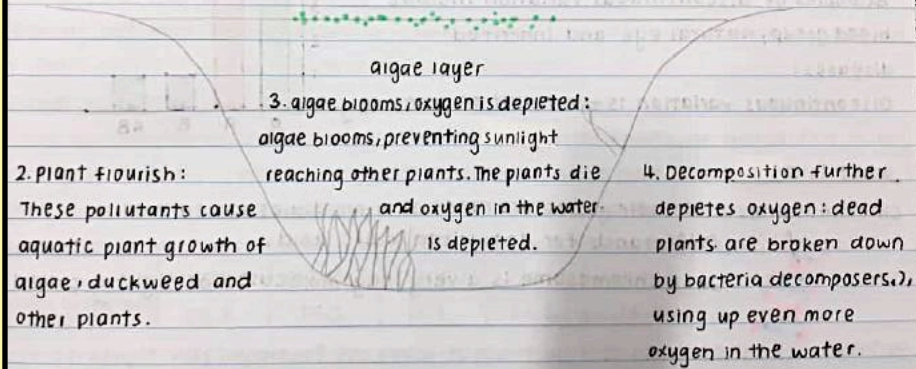 algae layer
3. algae blooms, oxygen is depleted:
algae blooms, preventing sunlight
reaching other plants. The plants die
and oxygen in the water.
is depleted.
2. Plant flourish:
These pollutants cause
aquatic plant growth of
algae, duckweed and
other plants.
4. Decomposition further
depletes oxygen: dead
plants are broken down
by bacteria decomposers.),
using up even more
oxygen in the water.